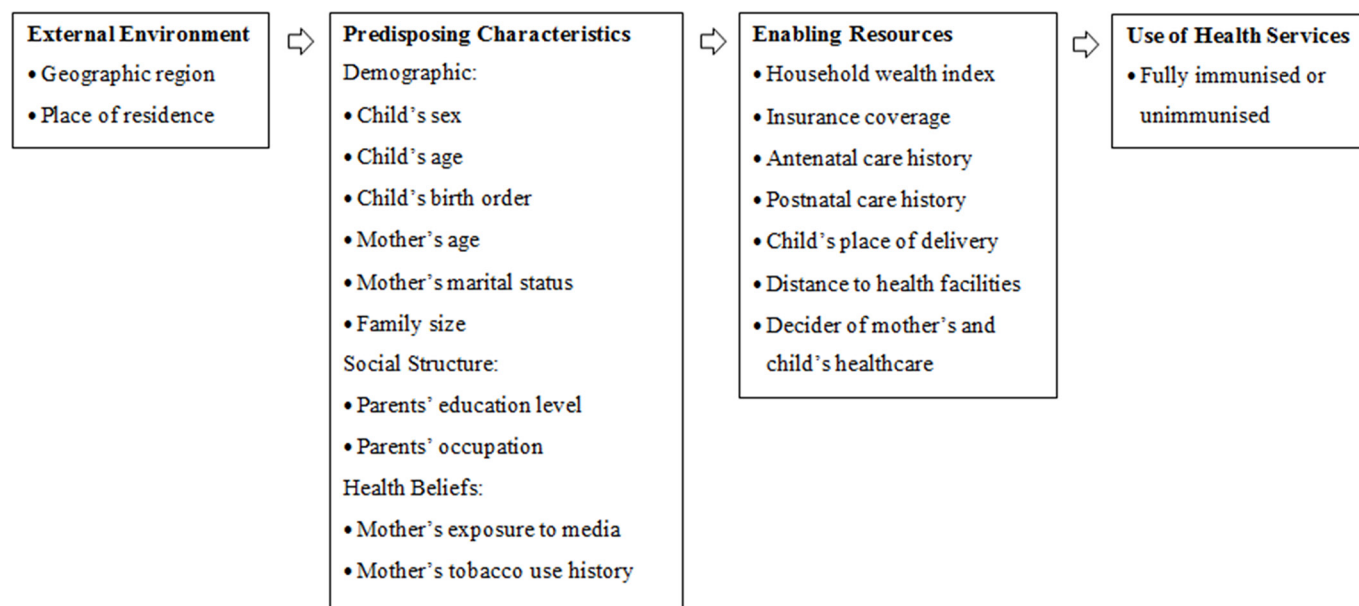 External Environment
• Geographic region
• Place of residence
Predisposing Characteristics
Demographic:
• Child’s sex
• Child’s age
• Child’s birth order
• Mother’s age
• Mother’s marital status
• Family size
Social Structure:
• Parents’ education level
• Parents’ occupation
Health Beliefs:
• Mother’s exposure to media
• Mother’s tobacco use history
Enabling Resources
• Household wealth index
• Insurance coverage
• Antenatal care history
• Postnatal care history
• Child’s place of delivery
• Distance to health facilities
• Decider of mother’s and
child’s healthcare
Use of Health Services
• Fully immunised or
unimmunised